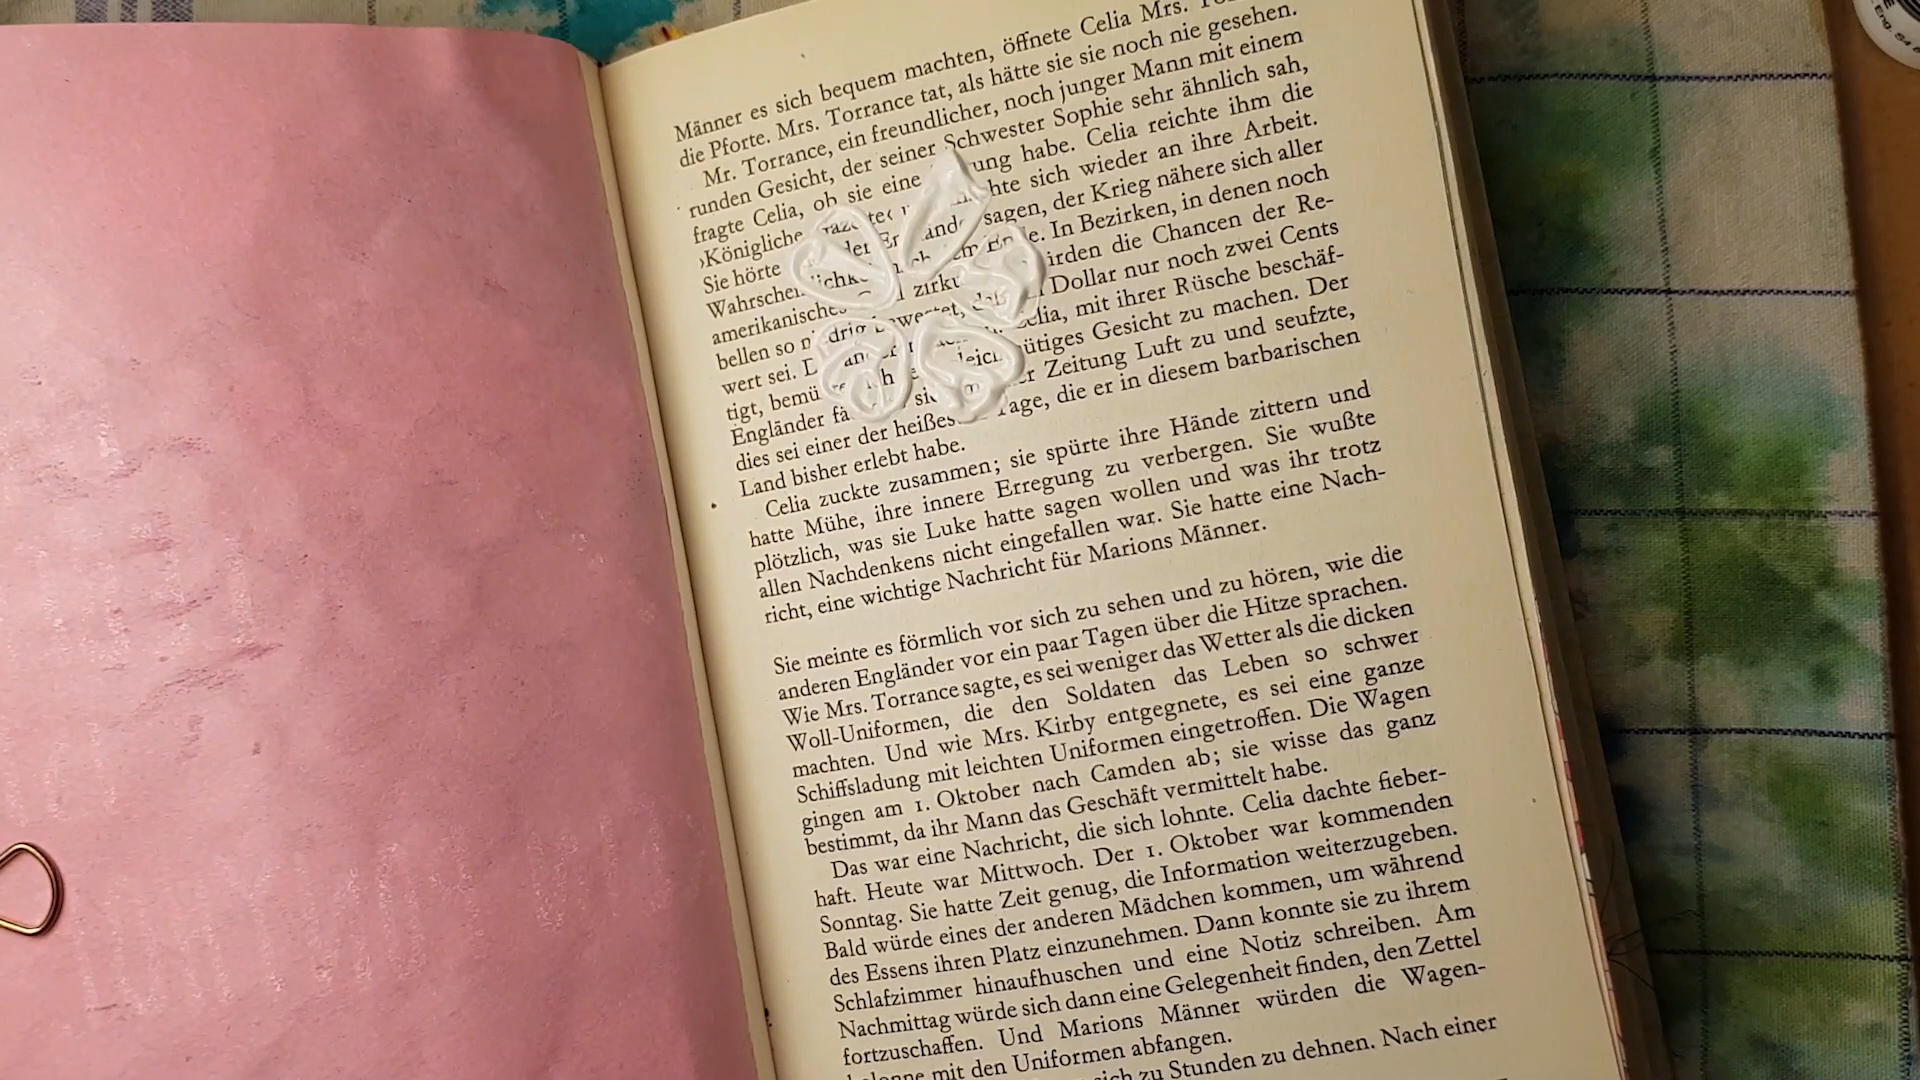 Männer es sich bequem machten, öffnete Celia Mrs.
die Pforte. Mrs. Torrance tat, als hätte sie sie noch nie gesehen.
Mr. Torrance, ein freundlicher, noch junger Mann mit einem
runden Gesicht, der seiner Schwester Sophie sehr ähnlich sah,
fragte Celia, ob sie eine habe. Celia reichte ihm die
›Königliche sich wieder an ihre Arbeit.
Sie hörte sagen, der Krieg nähere sich aller
dem Ende. In Bezirken, in denen noch
die Chancen der Re-
bellen so Dollar nur noch zwei Cents
wert sei. Celia, mit ihrer Rüsche beschäf-
tigt, Gesicht zu machen. Der
Engländer Zeitung Luft zu und seufzte,
dies sei einer der Tage, die er in diesem barbarischen
Land bisher erlebt habe.
Celia zuckte zusammen; sie spürte ihre Hände zittern und
hatte Mühe, ihre innere Erregung zu verbergen. Sie wußte
plötzlich, was sie Luke hatte sagen wollen und was ihr trotz
allen Nachdenkens nicht eingefallen war. Sie hatte eine Nach-
richt, eine wichtige Nachricht für Marions Männer.
Sie meinte es förmlich vor sich zu sehen und zu hören, wie die
anderen Engländer vor ein paar Tagen über die Hitze sprachen.
Wie Mrs. Torrance sagte, es sei weniger das Wetter als die dicken
Woll-Uniformen, die den Soldaten das Leben so schwer
machten. Und wie Mrs. Kirby entgegnete, es sei eine ganze
Schiffsladung mit leichten Uniformen eingetroffen. Die Wagen
gingen am 1. Oktober nach Camden ab; sie wisse das ganz
bestimmt, da ihr Mann das Geschäft vermittelt habe.
Das war eine Nachricht, die sich lohnte. Celia dachte fieber-
haft. Heute war Mittwoch. Der 1. Oktober war kommenden
Sonntag. Sie hatte Zeit genug, die Information weiterzugeben.
Bald würde eines der anderen Mädchen kommen, um während
des Essens ihren Platz einzunehmen. Dann konnte sie zu ihrem
Schlafzimmer hinaufhuschen und eine Notiz schreiben. Am
Nachmittag würde sich dann eine Gelegenheit finden, den Zettel
fortzuschaffen. Und Marions Männer würden die Wagen-
mit den Uniformen abfangen.
sich zu Stunden zu dehnen. Nach einer